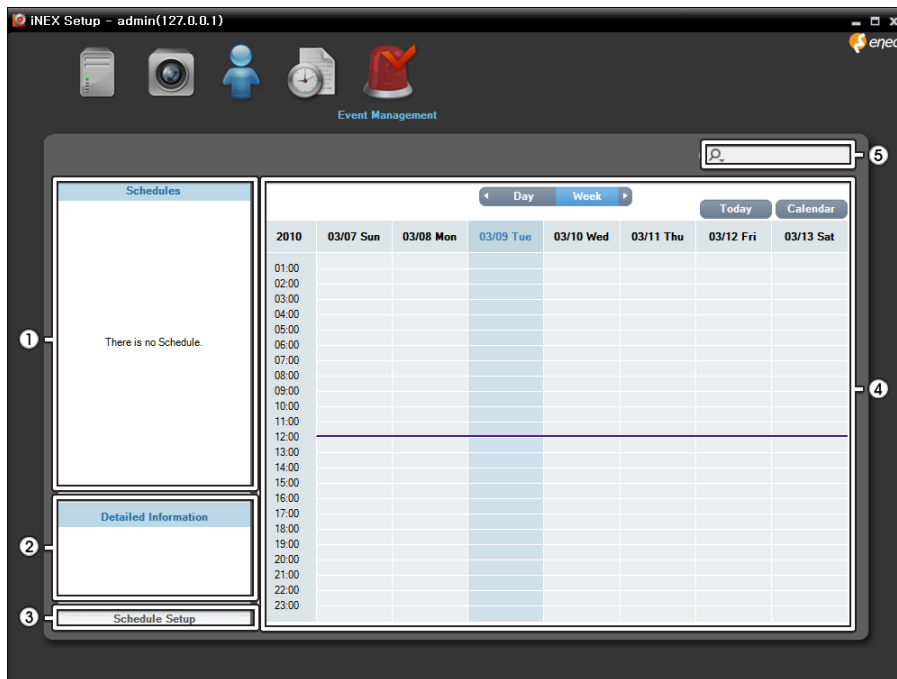 iNEX Setup - admin(127.0.0.1)
Event Management
5
Schedules
There is no Schedule.
1
Detailed Information
2
Schedule Setup
3
Day
Week
Today
Calendar
2010 03/07 Sun 03/08 Mon 03/09 Tue 03/10 Wed 03/11 Thu 03/12 Fri 03/13 Sat
01:00
02:00
03:00
04:00
05:00
06:00
07:00
08:00
09:00
10:00
11:00
12:00
13:00
14:00
15:00
16:00
17:00
18:00
19:00
20:00
21:00
22:00
23:00
4